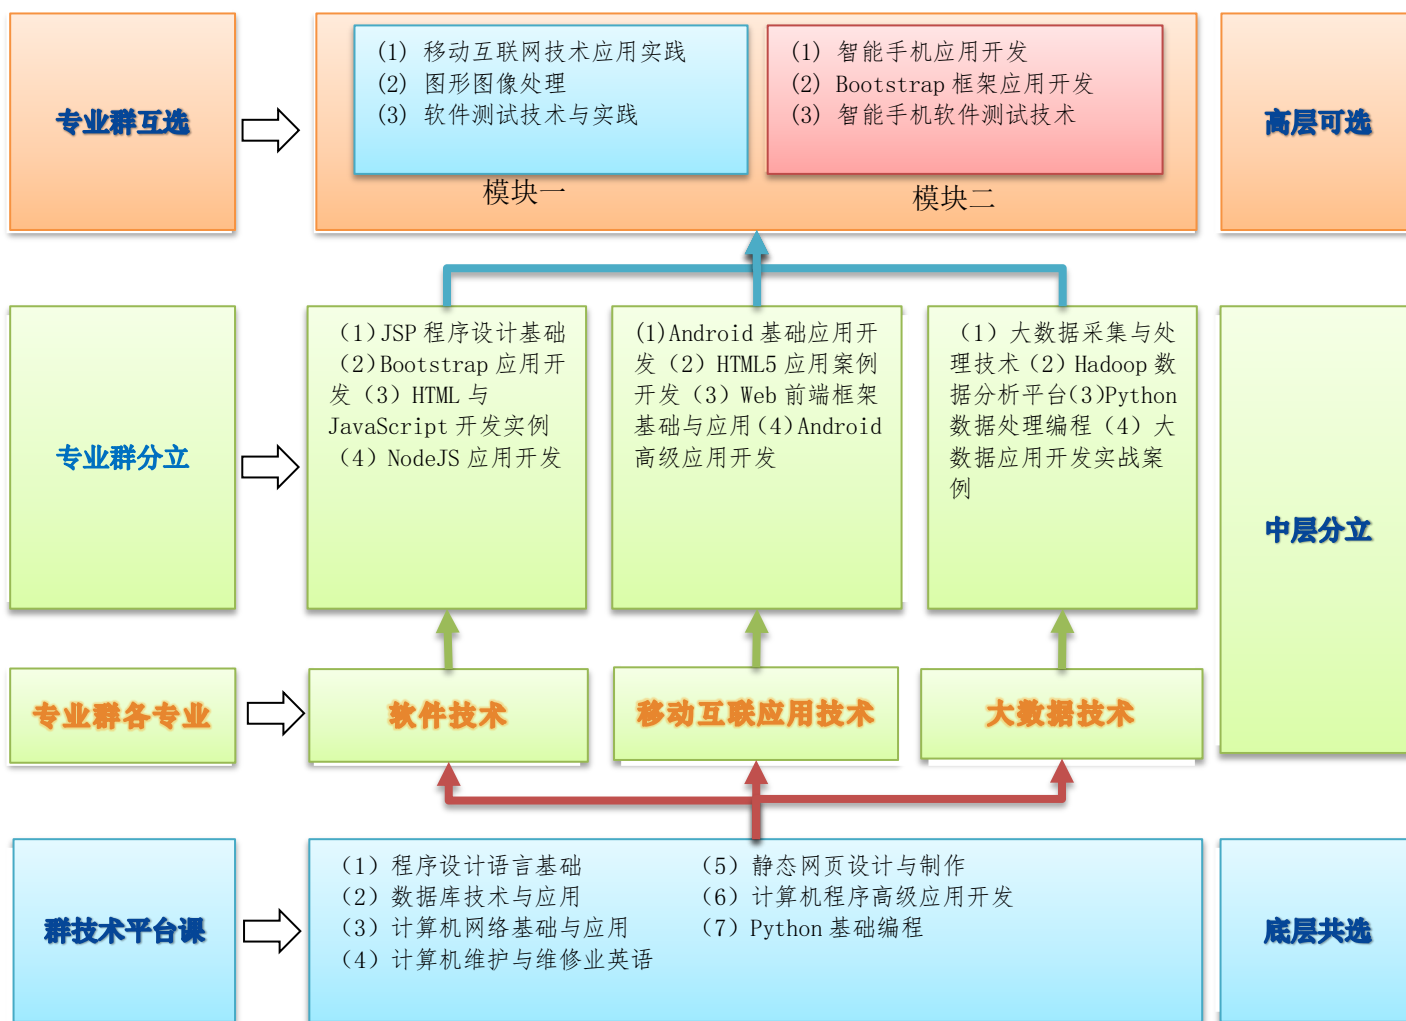 专业群互选
(1) 移动互联网技术应用实践
(2) 图形图像处理
(3) 软件测试技术与实践
模块一
(1) 智能手机应用开发
(2) Bootstrap 框架应用开发
(3) 智能手机软件测试技术
模块二
高层可选
专业群分立
（1)JSP 程序设计基础
（2)Bootstrap 应用开
发（3）HTML 与
JavaScript 开发实例
（4）NodeJS 应用开发
(1)Android 基础应用开
发（2）HTML5 应用案例
开发（3）Web 前端框架
基础与应用(4)Android
高级应用开发
（1）大数据采集与处
理技术（2）Hadoop 数
据分析平台(3)Python
数据处理编程（4）大
数据应用开发实战案
例
中层分立
专业群各专业
软件技术
移动互联应用技术
大数据技术
群技术平台课
（1）程序设计语言基础
（2）数据库技术与应用
（3）计算机网络基础与应用
（4）计算机维护与维修业英语
（5）静态网页设计与制作
（6）计算机程序高级应用开发
（7）Python 基础编程
底层共选